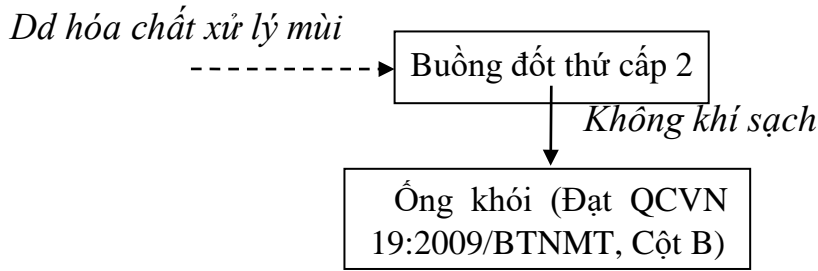 Dd hóa chất xử lý mùi
Buồng đốt thứ cấp 2
Không khí sạch
Ống khói (Đạt QCVN
19:2009/BTNMT, Cột B)